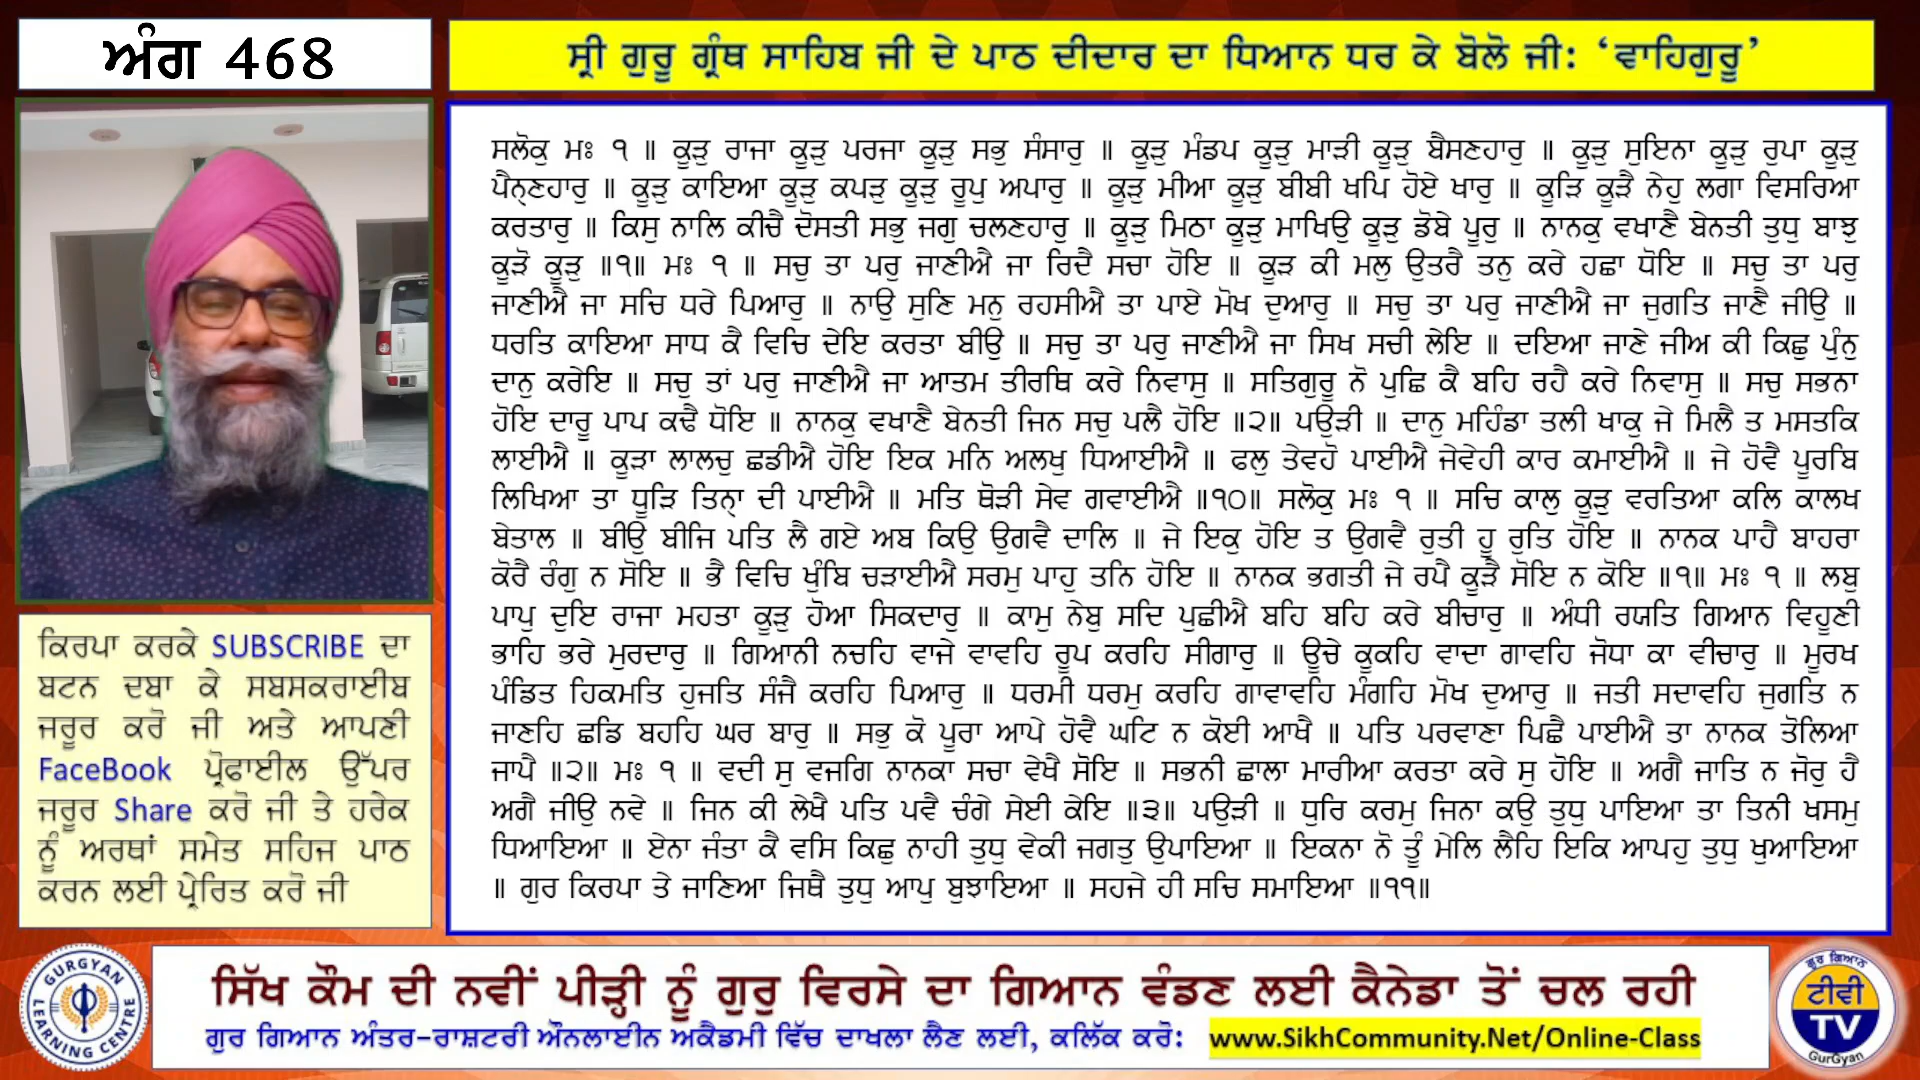 ਅੰਗ 468
ਸ੍ਰੀ ਗੁਰੂ ਗ੍ਰੰਥ ਸਾਹਿਬ ਜੀ ਦੇ ਪਾਠ ਦੀਦਾਰ ਦਾ ਧਿਆਨ ਧਰ ਕੇ ਬੋਲੋ ਜੀ: ‘ਵਾਹਿਗੁਰੂ’
ਸਲੋਕੁ ਮਃ ੧ ॥ ਕੂੜੁ ਰਾਜਾ ਕੂੜੁ ਪਰਜਾ ਕੂੜੁ ਸਭੁ ਸੰਸਾਰੁ ॥ ਕੂੜੁ ਮੰਡਪ ਕੂੜੁ ਮਾੜੀ ਕੂੜੁ ਬੈਸਣਹਾਰੁ ॥ ਕੂੜੁ ਸੁਇਨਾ ਕੂੜੁ ਰੁਪਾ ਕੂੜੁ
ਪੈਨ੍ਣਹਾਰੁ ॥ ਕੂੜੁ ਕਾਇਆ ਕੂੜੁ ਕਪੜੁ ਕੂੜੁ ਰੂਪੁ ਅਪਾਰੁ ॥ ਕੂੜੁ ਮੀਆ ਕੂੜੁ ਬੀਬੀ ਖਪਿ ਹੋਏ ਖਾਰੁ ॥ ਕੂੜਿ ਕੂੜੈ ਨੇਹੁ ਲਗਾ ਵਿਸਰਿਆ
ਕਰਤਾਰੁ ॥ ਕਿਸੁ ਨਾਲਿ ਕੀਚੈ ਦੋਸਤੀ ਸਭੁ ਜਗੁ ਚਲਣਹਾਰੁ ॥ ਕੂੜੁ ਮਿਠਾ ਕੂੜੁ ਮਾਖਿਉ ਕੂੜੁ ਡੋਬੇ ਪੂਰੁ ॥ ਨਾਨਕੁ ਵਖਾਣੈ ਬੇਨਤੀ ਤੁਧੁ ਬਾਝੁ
ਕੂੜੋ ਕੂੜੁ ॥੧॥ ਮਃ ੧ ॥ ਸਚੁ ਤਾ ਪਰੁ ਜਾਣੀਐ ਜਾ ਰਿਦੈ ਸਚਾ ਹੋਇ ॥ ਕੂੜ ਕੀ ਮਲੁ ਉਤਰੈ ਤਨੁ ਕਰੇ ਹਛਾ ਧੋਇ ॥ ਸਚੁ ਤਾ ਪਰੁ
ਜਾਣੀਐ ਜਾ ਸਚਿ ਧਰੇ ਪਿਆਰੁ ॥ ਨਾਉ ਸੁਣਿ ਮਨੁ ਰਹਸੀਐ ਤਾ ਪਾਏ ਮੋਖ ਦੁਆਰੁ ॥ ਸਚੁ ਤਾ ਪਰੁ ਜਾਣੀਐ ਜਾ ਜੁਗਤਿ ਜਾਣੈ ਜੀਉ ॥
ਧਰਤਿ ਕਾਇਆ ਸਾਧ ਕੈ ਵਿਚਿ ਦੇਇ ਕਰਤਾ ਬੀਉ ॥ ਸਚੁ ਤਾ ਪਰੁ ਜਾਣੀਐ ਜਾ ਸਿਖ ਸਚੀ ਲੇਇ ॥ ਦਇਆ ਜਾਣੇ ਜੀਅ ਕੀ ਕਿਛੁ ਪੁੰਨੁ
ਦਾਨੁ ਕਰੇਇ ॥ ਸਚੁ ਤਾਂ ਪਰੁ ਜਾਣੀਐ ਜਾ ਆਤਮ ਤੀਰਥਿ ਕਰੇ ਨਿਵਾਸੁ ॥ ਸਤਿਗੁਰੂ ਨੋ ਪੁਛਿ ਕੈ ਬਹਿ ਰਹੈ ਕਰੇ ਨਿਵਾਸੁ ॥ ਸਚੁ ਸਭਨਾ
ਹੋਇ ਦਾਰੂ ਪਾਪ ਕਢੈ ਧੋਇ ॥ ਨਾਨਕੁ ਵਖਾਣੈ ਬੇਨਤੀ ਜਿਨ ਸਚੁ ਪਲੈ ਹੋਇ ॥੨॥ ਪਉੜੀ ॥ ਦਾਨੁ ਮਹਿੰਡਾ ਤਲੀ ਖਾਕੁ ਜੇ ਮਿਲੈ ਤ ਮਸਤਕਿ
ਲਾਈਐ ॥ ਕੂੜਾ ਲਾਲਚੁ ਛਡੀਐ ਹੋਇ ਇਕ ਮਨਿ ਅਲਖੁ ਧਿਆਈਐ ॥ ਫਲੁ ਤੇਵਹੋ ਪਾਈਐ ਜੇਵੇਹੀ ਕਾਰ ਕਮਾਈਐ ॥ ਜੇ ਹੋਵੈ ਪੂਰਬਿ
ਲਿਖਿਆ ਤਾ ਧੂੜਿ ਤਿਨ੍ਾ ਦੀ ਪਾਈਐ ॥ ਮਤਿ ਥੋੜੀ ਸੇਵ ਗਵਾਈਐ ॥੧੦॥ ਸਲੋਕੁ ਮਃ ੧ ॥ ਸਚਿ ਕਾਲੁ ਕੂੜੁ ਵਰਤਿਆ ਕਲਿ ਕਾਲਖ
ਬੇਤਾਲ ॥ ਬੀਉ ਬੀਜਿ ਪਤਿ ਲੈ ਗਏ ਅਬ ਕਿਉ ਉਗਵੈ ਦਾਲਿ ॥ ਜੇ ਇਕੁ ਹੋਇ ਤ ਉਗਵੈ ਰੁਤੀ ਹੂ ਰੁਤਿ ਹੋਇ ॥ ਨਾਨਕ ਪਾਹੈ ਬਾਹਰਾ
ਕੋਰੈ ਰੰਗੁ ਨ ਸੋਇ ॥ ਭੈ ਵਿਚਿ ਖੁੰਬਿ ਚੜਾਈਐ ਸਰਮੁ ਪਾਹੁ ਤਨਿ ਹੋਇ ॥ ਨਾਨਕ ਭਗਤੀ ਜੇ ਰਪੈ ਕੂੜੈ ਸੋਇ ਨ ਕੋਇ ॥੧॥ ਮਃ ੧ ॥ ਲਬੁ
ਪਾਪੁ ਦੁਇ ਰਾਜਾ ਮਹਤਾ ਕੂੜੁ ਹੋਆ ਸਿਕਦਾਰੁ ॥ ਕਾਮੁ ਨੇਬੁ ਸਦਿ ਪੁਛੀਐ ਬਹਿ ਬਹਿ ਕਰੇ ਬੀਚਾਰੁ ॥ ਅੰਧੀ ਰਯਤਿ ਗਿਆਨ ਵਿਹੂਣੀ
ਭਾਹਿ ਭਰੇ ਮੁਰਦਾਰੁ ॥ ਗਿਆਨੀ ਨਚਹਿ ਵਾਜੇ ਵਾਵਹਿ ਰੂਪ ਕਰਹਿ ਸੀਗਾਰੁ ॥ ਊਚੇ ਕੂਕਹਿ ਵਾਦਾ ਗਾਵਹਿ ਜੋਧਾ ਕਾ ਵੀਚਾਰੁ ॥ ਮੂਰਖ
ਪੰਡਿਤ ਹਿਕਮਤਿ ਹੁਜਤਿ ਸੰਜੈ ਕਰਹਿ ਪਿਆਰੁ ॥ ਧਰਮੀ ਧਰਮੁ ਕਰਹਿ ਗਾਵਾਵਹਿ ਮੰਗਹਿ ਮੋਖ ਦੁਆਰੁ ॥ ਜਤੀ ਸਦਾਵਹਿ ਜੁਗਤਿ ਨ
ਜਾਣਹਿ ਛਡਿ ਬਹਹਿ ਘਰ ਬਾਰੁ ॥ ਸਭੁ ਕੋ ਪੂਰਾ ਆਪੇ ਹੋਵੈ ਘਟਿ ਨ ਕੋਈ ਆਖੈ ॥ ਪਤਿ ਪਰਵਾਣਾ ਪਿਛੈ ਪਾਈਐ ਤਾ ਨਾਨਕ ਤੋਲਿਆ
ਜਾਪੈ ॥੨॥ ਮਃ ੧ ॥ ਵਦੀ ਸੁ ਵਜਗਿ ਨਾਨਕਾ ਸਚਾ ਵੇਖੈ ਸੋਇ ॥ ਸਭਨੀ ਛਾਲਾ ਮਾਰੀਆ ਕਰਤਾ ਕਰੇ ਸੁ ਹੋਇ ॥ ਅਗੈ ਜਾਤਿ ਨ ਜੋਰੁ ਹੈ
ਅਗੈ ਜੀਉ ਨਵੇ ॥ ਜਿਨ ਕੀ ਲੇਖੈ ਪਤਿ ਪਵੈ ਚੰਗੇ ਸੇਈ ਕੇਇ ॥੩॥ ਪਉੜੀ ॥ ਧੁਰਿ ਕਰਮੁ ਜਿਨਾ ਕਉ ਤੁਧੁ ਪਾਇਆ ਤਾ ਤਿਨੀ ਖਸਮੁ
ਧਿਆਇਆ ॥ ਏਨਾ ਜੰਤਾ ਕੈ ਵਸਿ ਕਿਛੁ ਨਾਹੀ ਤੁਧੁ ਵੇਕੀ ਜਗਤੁ ਉਪਾਇਆ ॥ ਇਕਨਾ ਨੋ ਤੂੰ ਮੇਲਿ ਲੈਹਿ ਇਕਿ ਆਪਹੁ ਤੁਧੁ ਖੁਆਇਆ
॥ ਗੁਰ ਕਿਰਪਾ ਤੇ ਜਾਣਿਆ ਜਿਥੈ ਤੁਧੁ ਆਪੁ ਬੁਝਾਇਆ ॥ ਸਹਜੇ ਹੀ ਸਚਿ ਸਮਾਇਆ ॥੧੧॥
ਕਿਰਪਾ ਕਰਕੇ SUBSCRIBE ਦਾ
ਬਟਨ ਦਬਾ ਕੇ ਸਬਸਕਰਾਈਬ
ਜਰੂਰ ਕਰੋ ਜੀ ਅਤੇ ਆਪਣੀ
FaceBook ਪ੍ਰੋਫਾਈਲ ਉੱਪਰ
ਜਰੂਰ Share ਕਰੋ ਜੀ ਤੇ ਹਰੇਕ
ਨੂੰ ਅਰਥਾਂ ਸਮੇਤ ਸਹਿਜ ਪਾਠ
ਕਰਨ ਲਈ ਪ੍ਰੇਰਿਤ ਕਰੋ ਜੀ
GURGYAN
LEARNING CENTRE
ਸਿੱਖ ਕੌਮ ਦੀ ਨਵੀਂ ਪੀੜ੍ਹੀ ਨੂੰ ਗੁਰੁ ਵਿਰਸੇ ਦਾ ਗਿਆਨ ਵੰਡਣ ਲਈ ਕੈਨੇਡਾ ਤੋਂ ਚਲ ਰਹੀ
ਗੁਰ ਗਿਆਨ ਅੰਤਰ-ਰਾਸ਼ਟਰੀ ਔਨਲਾਈਨ ਅਕੈਡਮੀ ਵਿੱਚ ਦਾਖਲਾ ਲੈਣ ਲਈ, ਕਲਿੱਕ ਕਰੋ: www.SikhCommunity.Net/Online-Class
ਗੁਰ ਗਿਆਨ
ਟੀਵੀ
TV
GurGyan